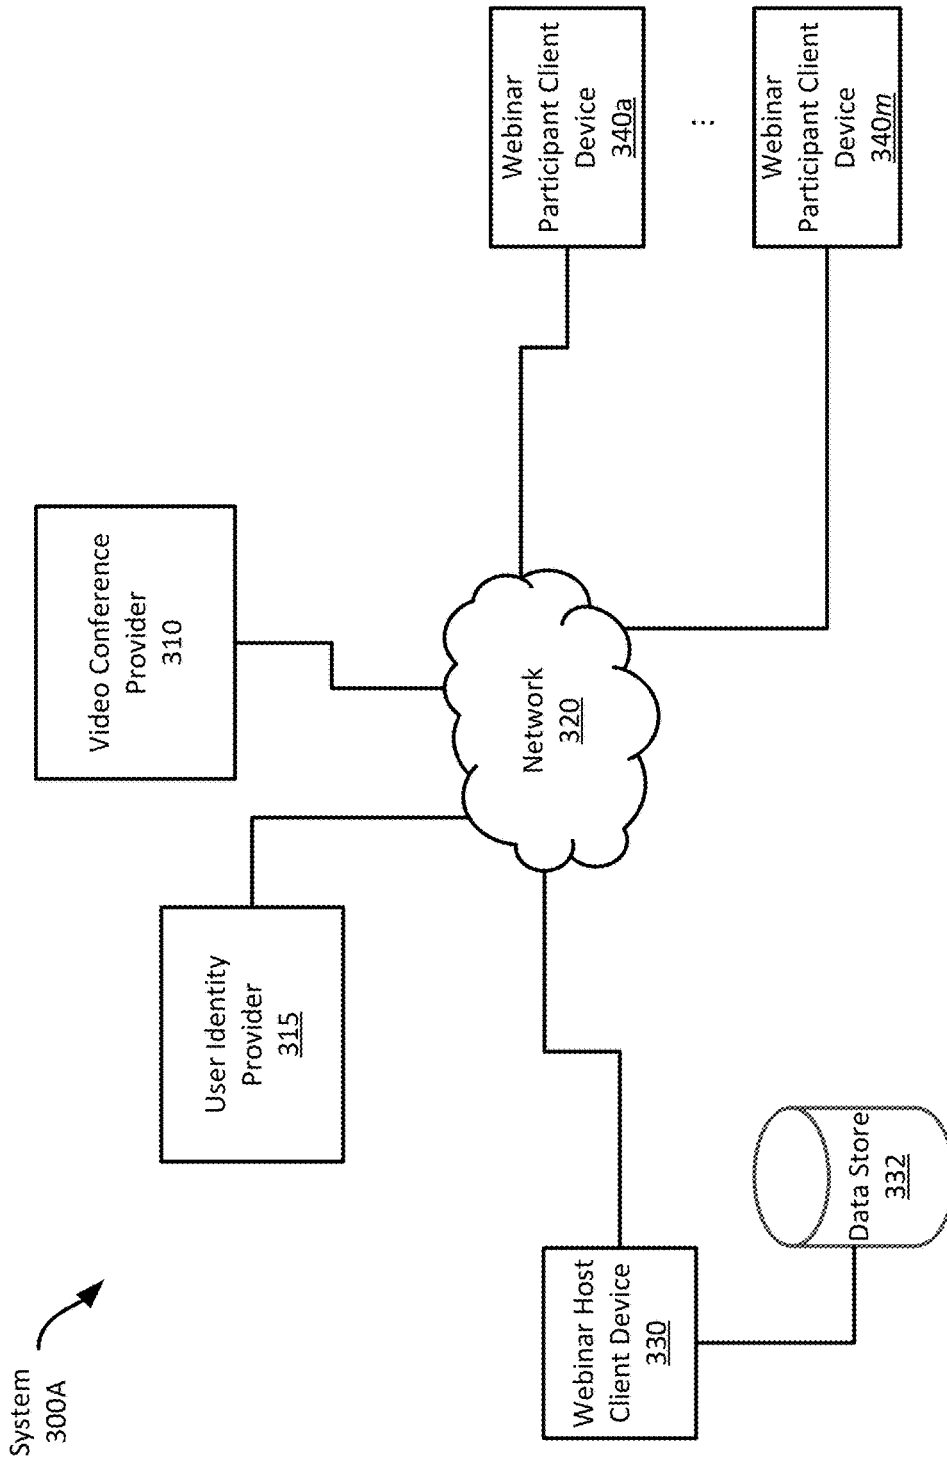 System
300A
Video Conference
Provider
310
User Identity
Provider
315
Network
320
Webinar
Participant Client
Device
340a
...
Webinar
Participant Client
Device
340m
Webinar Host
Client Device
330
Data Store
332